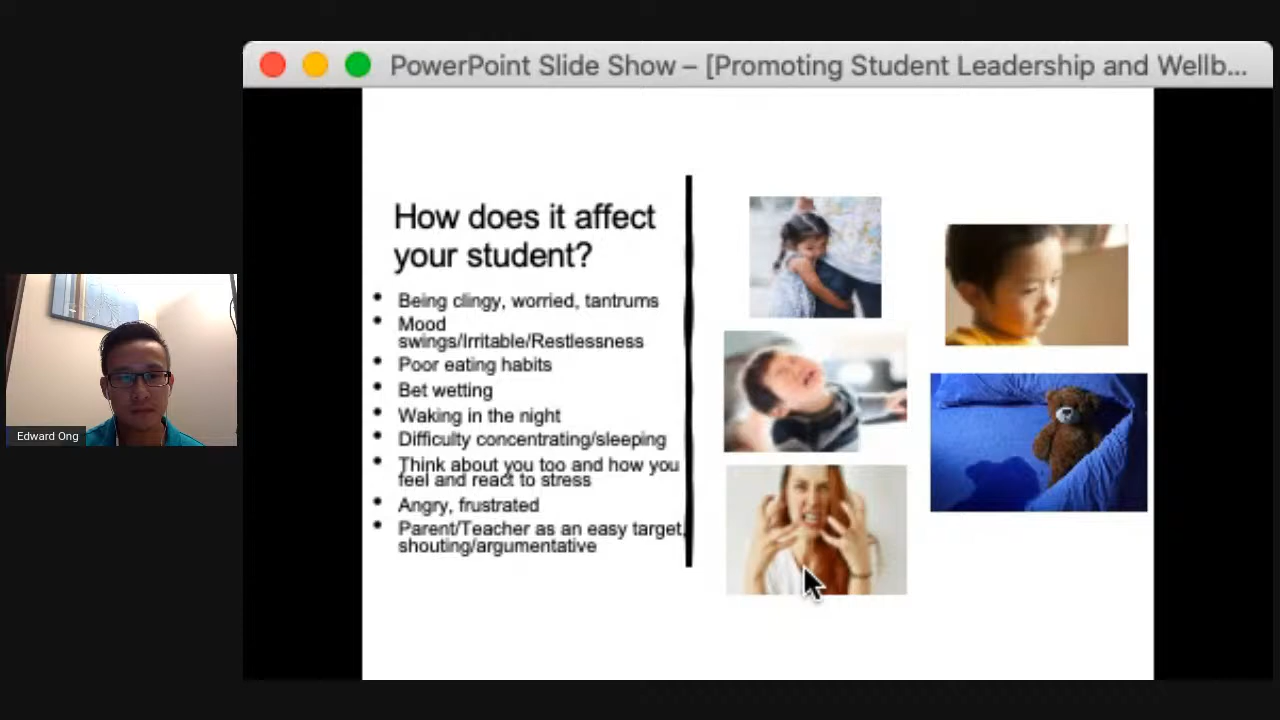 PowerPoint Slide Show – [Promoting Student Leadership and Wellb...
How does it affect
your student?
• Being clingy, worried, tantrums
• Mood
swings/Irritable/Restlessness
• Poor eating habits
• Bet wetting
• Waking in the night
• Difficulty concentrating/sleeping
• Think about you too and how you
feel and react to stress
• Angry, frustrated
• Parent/Teacher as an easy target,
shouting/argumentative
Edward Ong